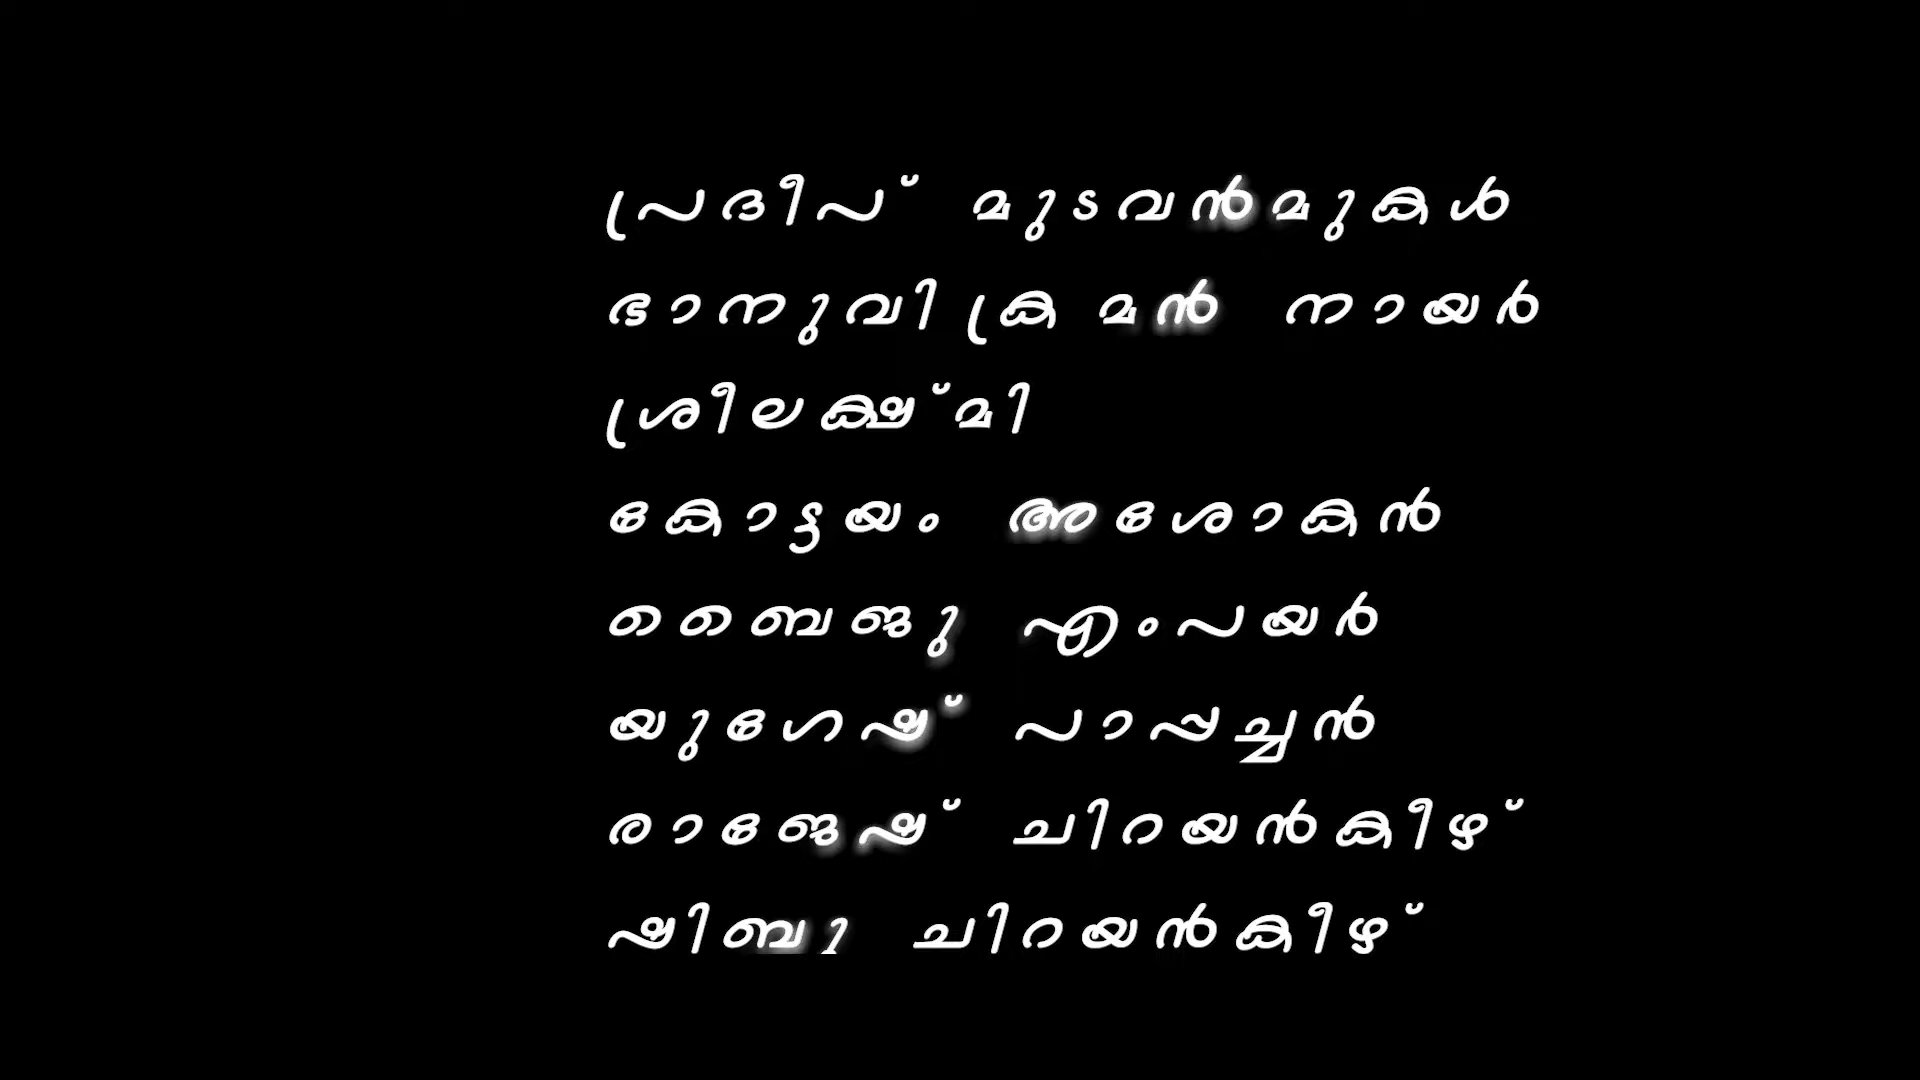 പ്രദീപ് മുടവൻമുകൾ
ഭാനുവിക്രമൻ നായർ
ശ്രീലക്ഷ്മി
കോട്ടയം അശോകൻ
ബൈജു എംപയർ
യുഗേഷ് പാപ്പച്ചൻ
രാജേഷ് ചിറയൻകീഴ്
ഷിബു ചിറയൻകീഴ്